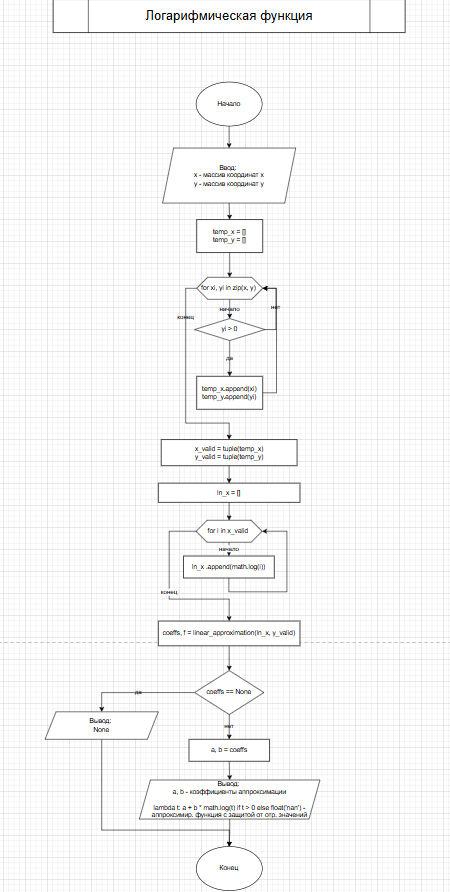 Логарифмическая функция
Начало
Ввод:
x - массив координат x
y - массив координат y
temp_x = []
temp_y = []
for xi, yi in zip(x, y)
начало
нет
конец
yi > 0
да
temp_x.append(xi)
temp_y.append(yi)
x_valid = tuple(temp_x)
y_valid = tuple(temp_y)
ln_x = []
for i in x_valid
начало
ln_x .append(math.log(i))
конец
coeffs, f = linear_approximation(ln_x, y_valid)
coeffs == None
да
Вывод:
None
нет
a, b = coeffs
Вывод:
a, b - коэффициенты аппроксимации
lambda t: a + b * math.log(t) if t > 0 else float('nan') -
аппроксимир. функция с защитой от отр. значений
Конец